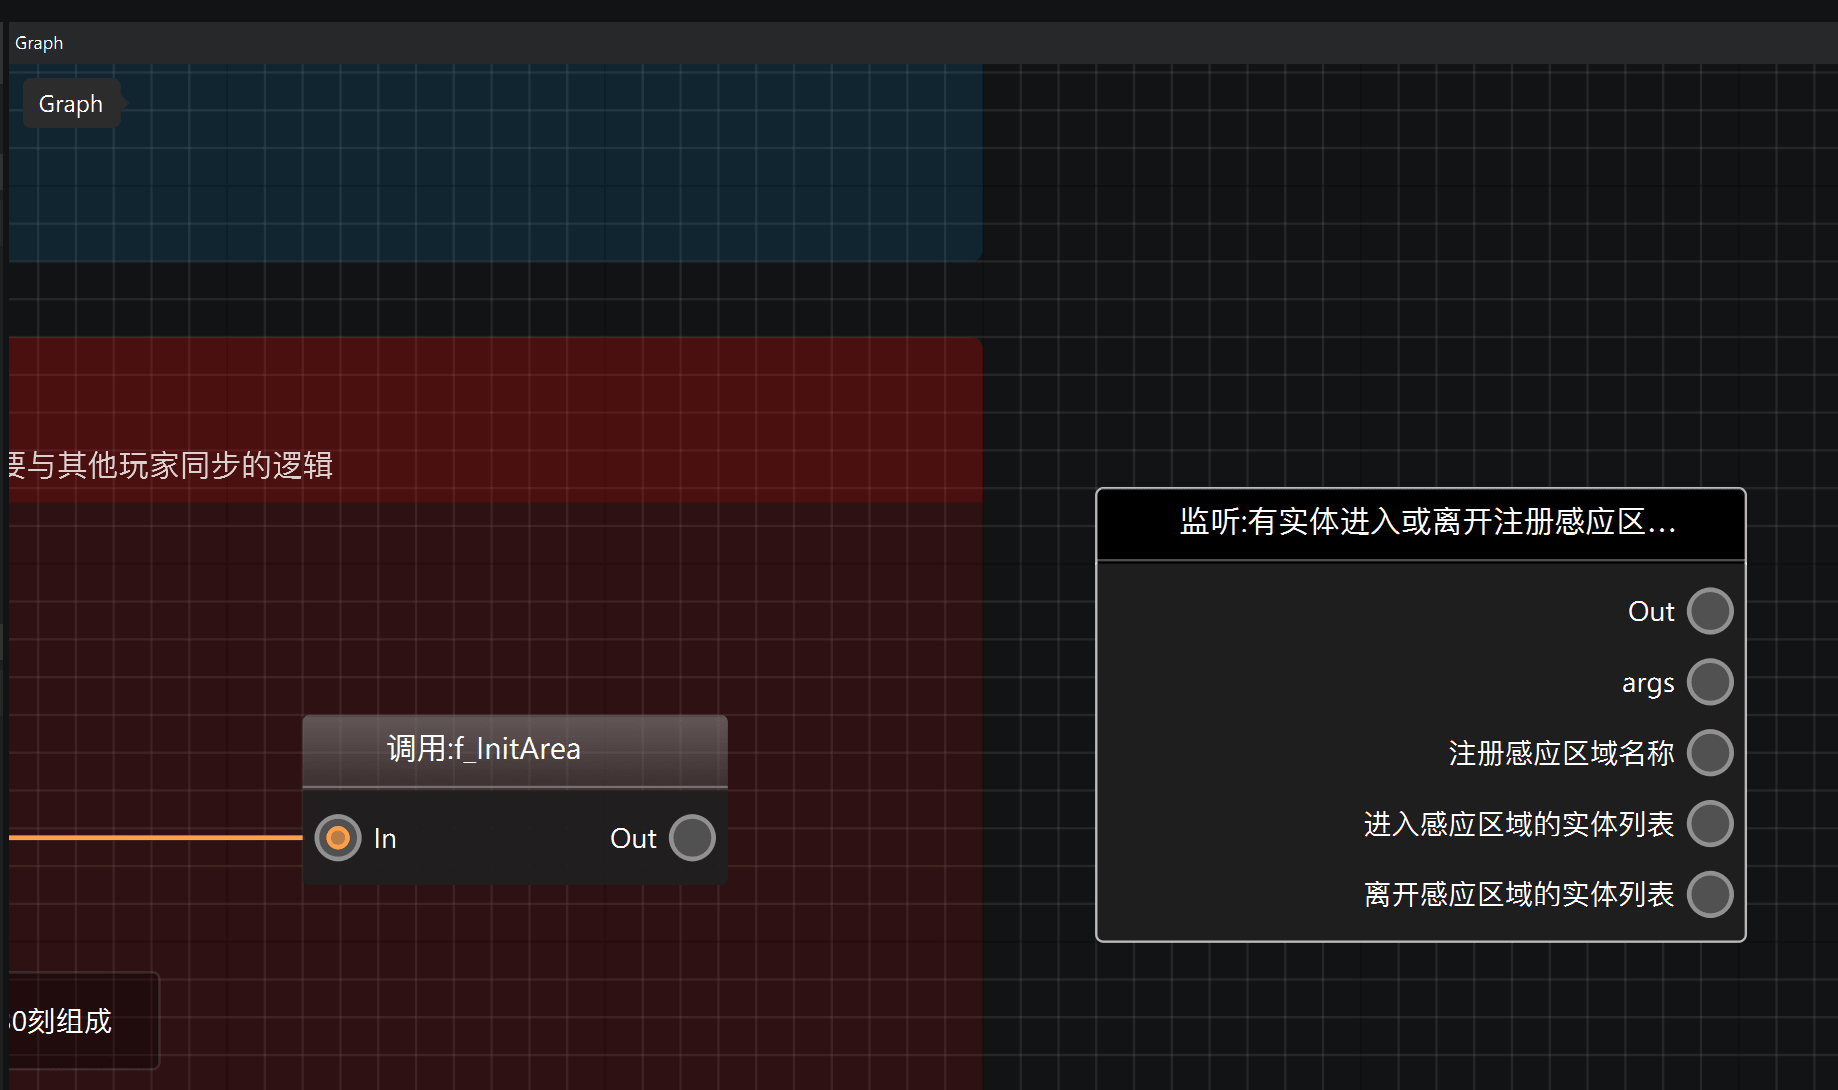 Graph
Graph
要与其他玩家同步的逻辑
监听:有实体进入或离开注册感应区...
Out
args
注册感应区域名称
进入感应区域的实体列表
离开感应区域的实体列表
调用:f_InitArea
In
Out
0刻组成